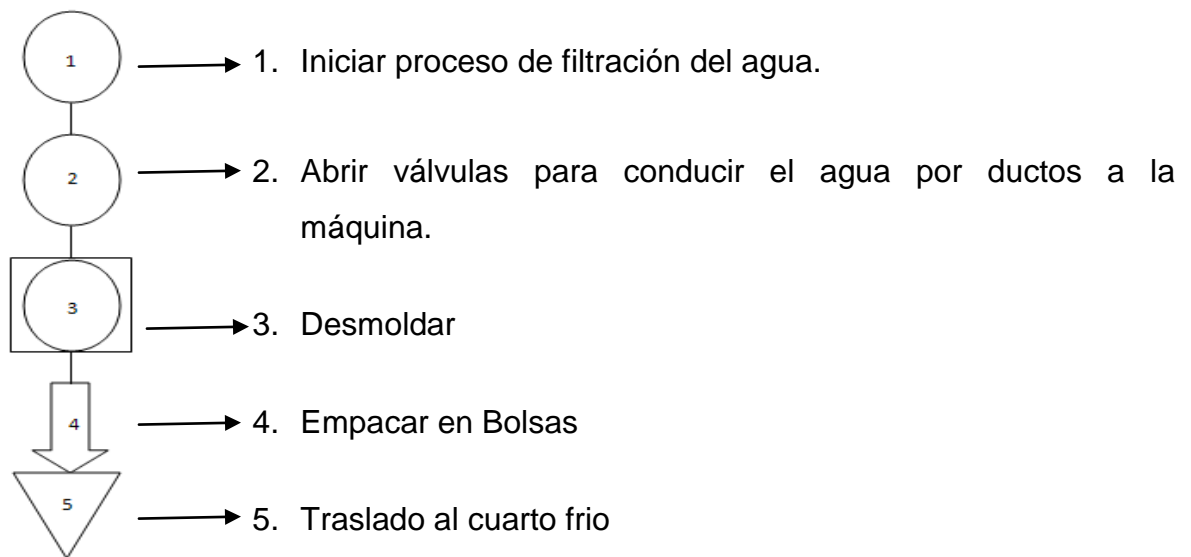 1
1. Iniciar proceso de filtración del agua.
2
2. Abrir válvulas para conducir el agua por ductos a la
máquina.
3
3. Desmoldar
4
4. Empacar en Bolsas
5
5. Traslado al cuarto frio